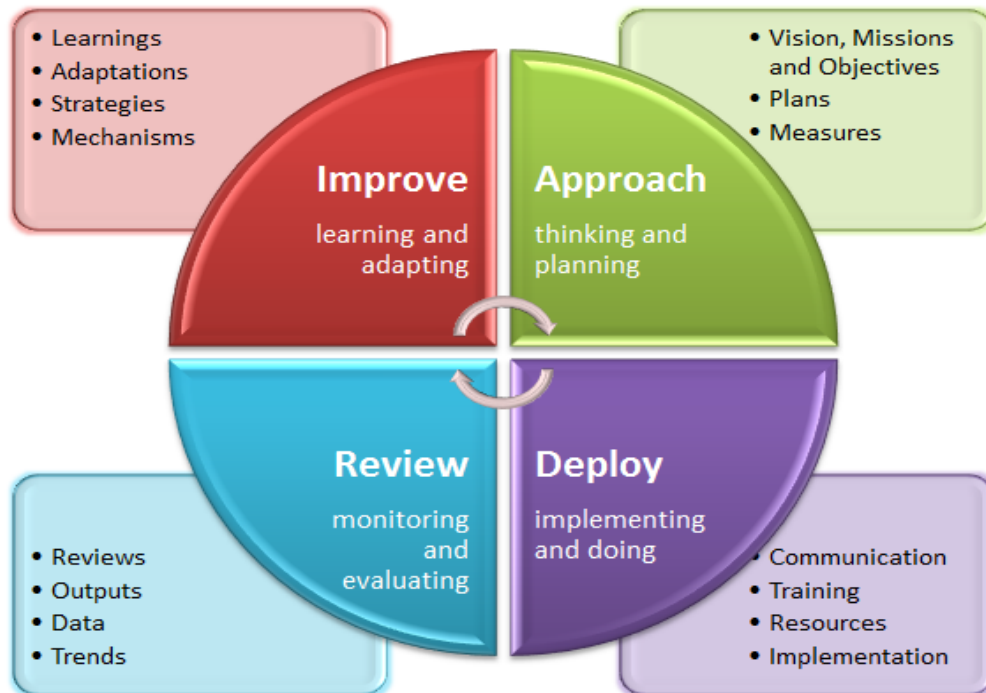 • Learnings
• Adaptations
• Strategies
• Mechanisms
• Vision, Missions
and Objectives
• Plans
• Measures
Improve
learning and
adapting
Approach
thinking and
planning
Review
monitoring
and
evaluating
Deploy
implementing
and doing
• Reviews
• Outputs
• Data
• Trends
• Communication
• Training
• Resources
• Implementation